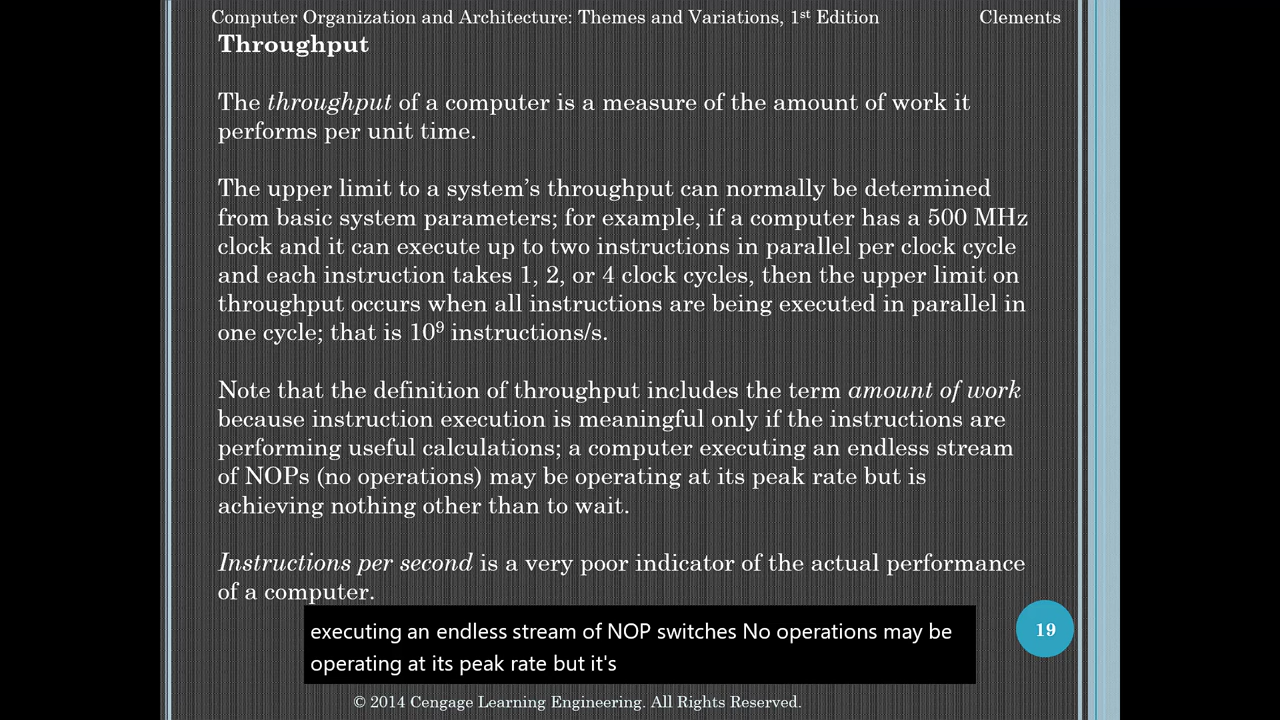 Computer Organization and Architecture: Themes and Variations, 1st Edition Clements
Throughput
The throughput of a computer is a measure of the amount of work it
performs per unit time.
The upper limit to a system’s throughput can normally be determined
from basic system parameters; for example, if a computer has a 500 MHz
clock and it can execute up to two instructions in parallel per clock cycle
and each instruction takes 1, 2, or 4 clock cycles, then the upper limit on
throughput occurs when all instructions are being executed in parallel in
one cycle; that is 10⁹ instructions/s.
Note that the definition of throughput includes the term amount of work
because instruction execution is meaningful only if the instructions are
performing useful calculations; a computer executing an endless stream
of NOPs (no operations) may be operating at its peak rate but is
achieving nothing other than to wait.
Instructions per second is a very poor indicator of the actual performance
of a computer.
executing an endless stream of NOP switches No operations may be
operating at its peak rate but it's
19
© 2014 Cengage Learning Engineering. All Rights Reserved.